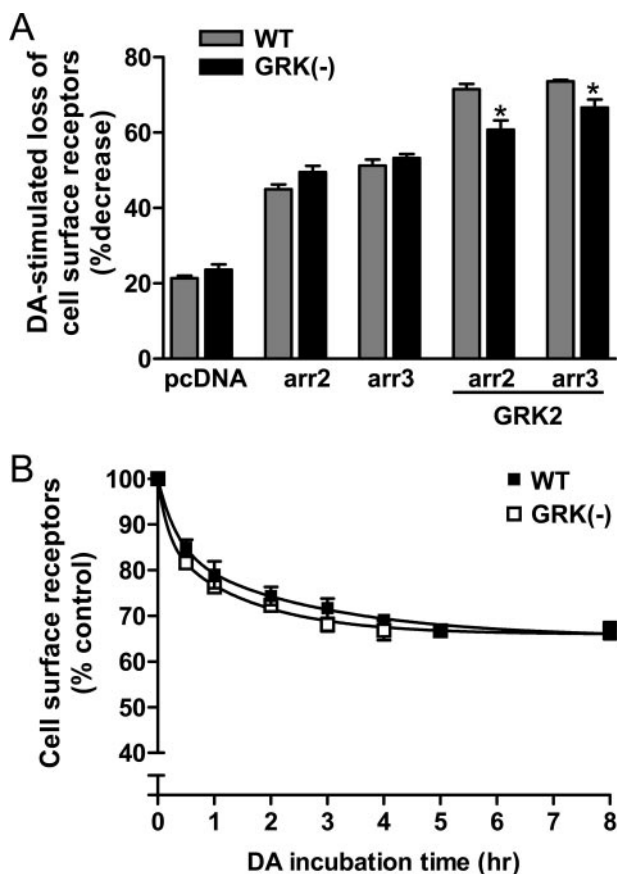 A
WT
GRK(-)
DA-stimulated loss of
cell surface receptors
(%decrease)
80
60
40
20
0
*
*
pcDNA
arr2
arr3
arr2
arr3
GRK2
B
WT
GRK(-)
Cell surface receptors
(% control)
100
90
80
70
60
50
40
0
1
2
3
4
5
6
7
8
DA incubation time (hr)